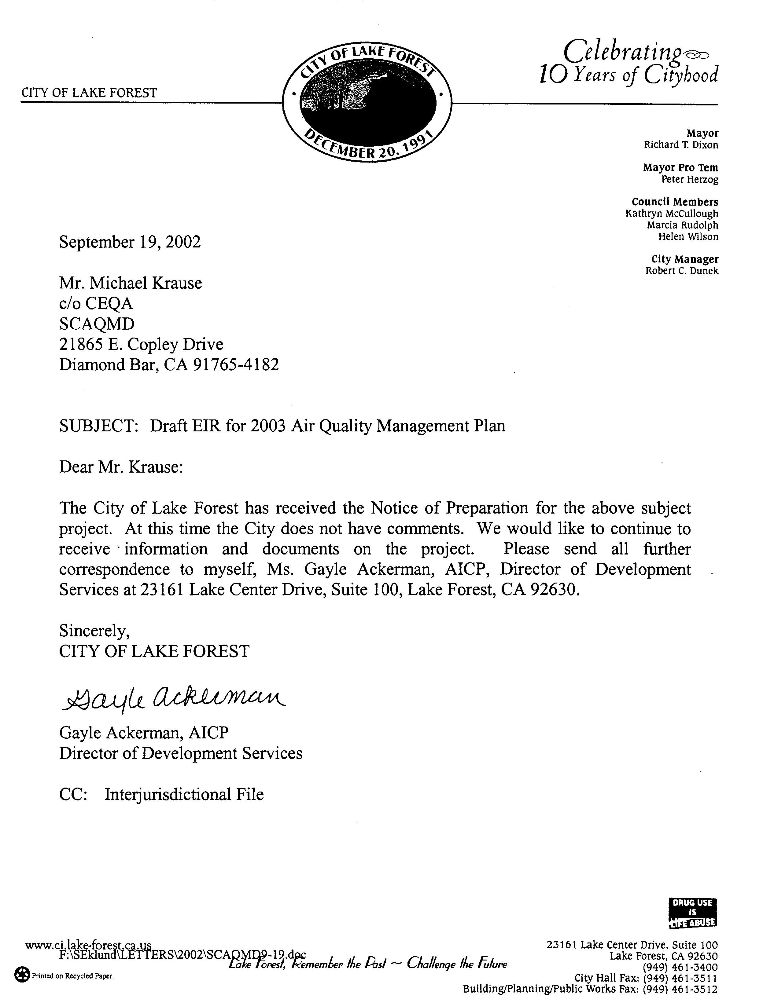 Celebrating
10 Years of Cityhood
CITY OF LAKE FOREST
CITY OF LAKE FOREST
DECEMBER 20, 1991
Mayor
Richard T. Dixon
Mayor Pro Tem
Peter Herzog
Council Members
Kathryn McCullough
Marcia Rudolph
Helen Wilson
City Manager
Robert C. Dunek
September 19, 2002
Mr. Michael Krause
c/o CEQA
SCAQMD
21865 E. Copley Drive
Diamond Bar, CA 91765-4182
SUBJECT: Draft EIR for 2003 Air Quality Management Plan
Dear Mr. Krause:
The City of Lake Forest has received the Notice of Preparation for the above subject
project. At this time the City does not have comments. We would like to continue to
receive information and documents on the project. Please send all further
correspondence to myself, Ms. Gayle Ackerman, AICP, Director of Development
Services at 23161 Lake Center Drive, Suite 100, Lake Forest, CA 92630.
Sincerely,
CITY OF LAKE FOREST
Gayle Ackerman
Gayle Ackerman, AICP
Director of Development Services
CC: Interjurisdictional File
DRUG USE
IS
LIFE ABUSE
www.ci.lake-forest.ca.us
F:\SEklund\LETTERS\2002\SCAQMD9-19.doc
Lake Forest, Remember the Past ~ Challenge the Future
Printed on Recycled Paper.
23161 Lake Center Drive, Suite 100
Lake Forest, CA 92630
(949) 461-3400
City Hall Fax: (949) 461-3511
Building/Planning/Public Works Fax: (949) 461-3512